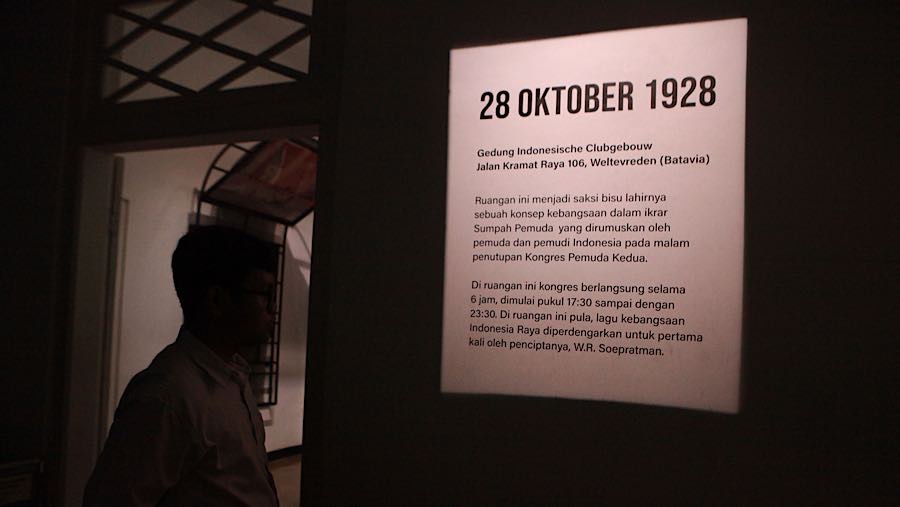 28 OKTOBER 1928
Gedung Indonesische Clubgebouw
Jalan Kramat Raya 106, Weltevreden (Batavia)
Ruangan ini menjadi saksi bisu lahirnya
sebuah konsep kebangsaan dalam ikrar
Sumpah Pemuda yang dirumuskan oleh
pemuda dan pemudi Indonesia pada malam
penutupan Kongres Pemuda Kedua.
Di ruangan ini kongres berlangsung selama
6 jam, dimulai pukul 17:30 sampai dengan
23:30. Di ruangan ini pula, lagu kebangsaan
Indonesia Raya diperdengarkan untuk pertama
kali oleh penciptanya, W.R. Soepratman.